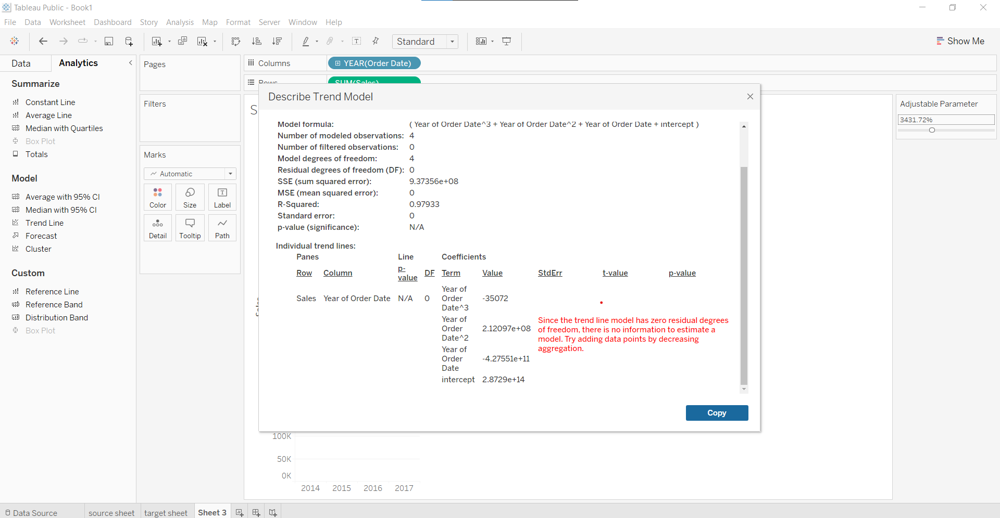 Tableau Public - Book1
File Data Worksheet Dashboard Story Analysis Map Format Server Window Help
Standard
Show Me
Data Analytics
Pages
Columns
YEAR(Order Date)
Rows
SUM(Sales)
Summarize
Constant Line
Average Line
Median with Quartiles
Box Plot
Totals
Model
Average with 95% CI
Median with 95% CI
Trend Line
Forecast
Cluster
Custom
Reference Line
Reference Band
Distribution Band
Box Plot
Filters
Marks
Automatic
Color Size Label
Detail Tooltip Path
S
Sales
Describe Trend Model
Model formula: ( Year of Order Date^3 + Year of Order Date^2 + Year of Order Date + intercept )
Number of modeled observations: 4
Number of filtered observations: 0
Model degrees of freedom: 4
Residual degrees of freedom (DF): 0
SSE (sum squared error): 9.37356e+08
MSE (mean squared error): 0
R-Squared: 0.97933
Standard error: 0
p-value (significance): N/A
Individual trend lines:
Panes Line Coefficients
Row Column p-value DF Term Value StdErr t-value p-value
Sales Year of Order Date N/A 0 Year of Order Date^3 -35072
Year of Order Date^2 2.12097e+08
Year of Order Date -4.27551e+11
intercept 2.8729e+14
Since the trend line model has zero residual degrees
of freedom, there is no information to estimate a
model. Try adding data points by decreasing
aggregation.
Copy
Adjustable Parameter
3431.72%
100K
50K
0K
2014 2015 2016 2017
Data Source source sheet target sheet Sheet 3